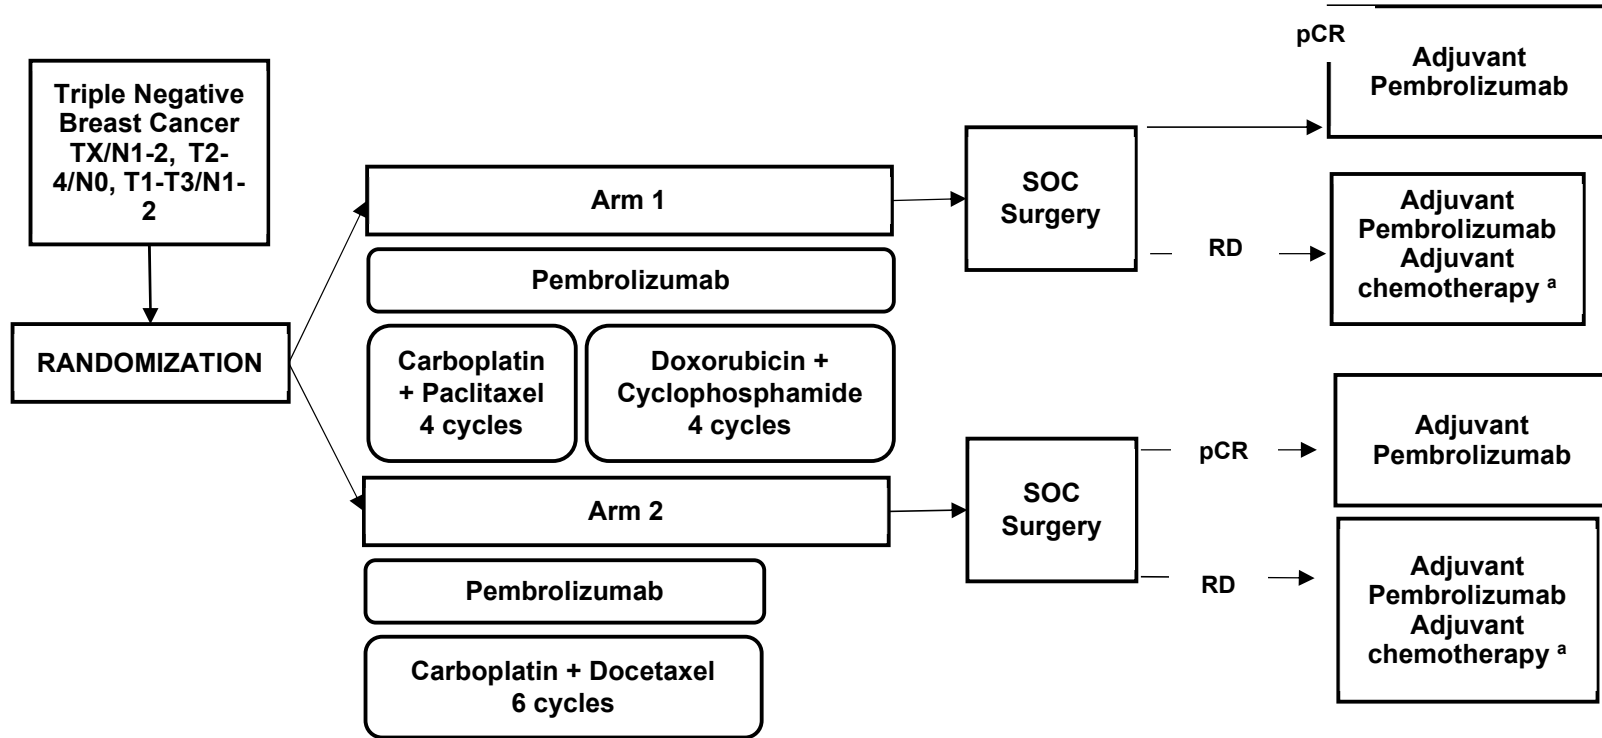 Triple Negative
Breast Cancer
TX/N1-2, T2-
4/N0, T1-T3/N1-
2
RANDOMIZATION
Arm 1
Pembrolizumab
Carboplatin
+ Paclitaxel
4 cycles
Doxorubicin +
Cyclophosphamide
4 cycles
Arm 2
Pembrolizumab
Carboplatin + Docetaxel
6 cycles
SOC
Surgery
pCR
Adjuvant
Pembrolizumab
RD
Adjuvant
Pembrolizumab
Adjuvant
chemotherapy a
SOC
Surgery
pCR
Adjuvant
Pembrolizumab
RD
Adjuvant
Pembrolizumab
Adjuvant
chemotherapy a